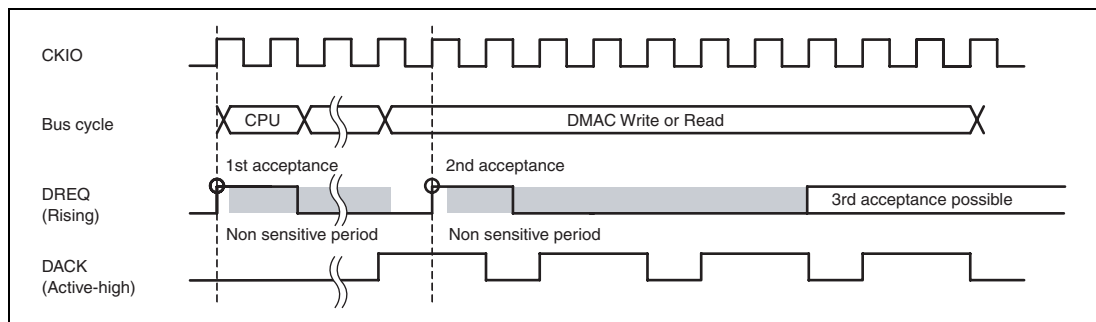 CKIO
Bus cycle
CPU
DMAC Write or Read
1st acceptance
2nd acceptance
DREQ
(Rising)
3rd acceptance possible
Non sensitive period
Non sensitive period
DACK
(Active-high)